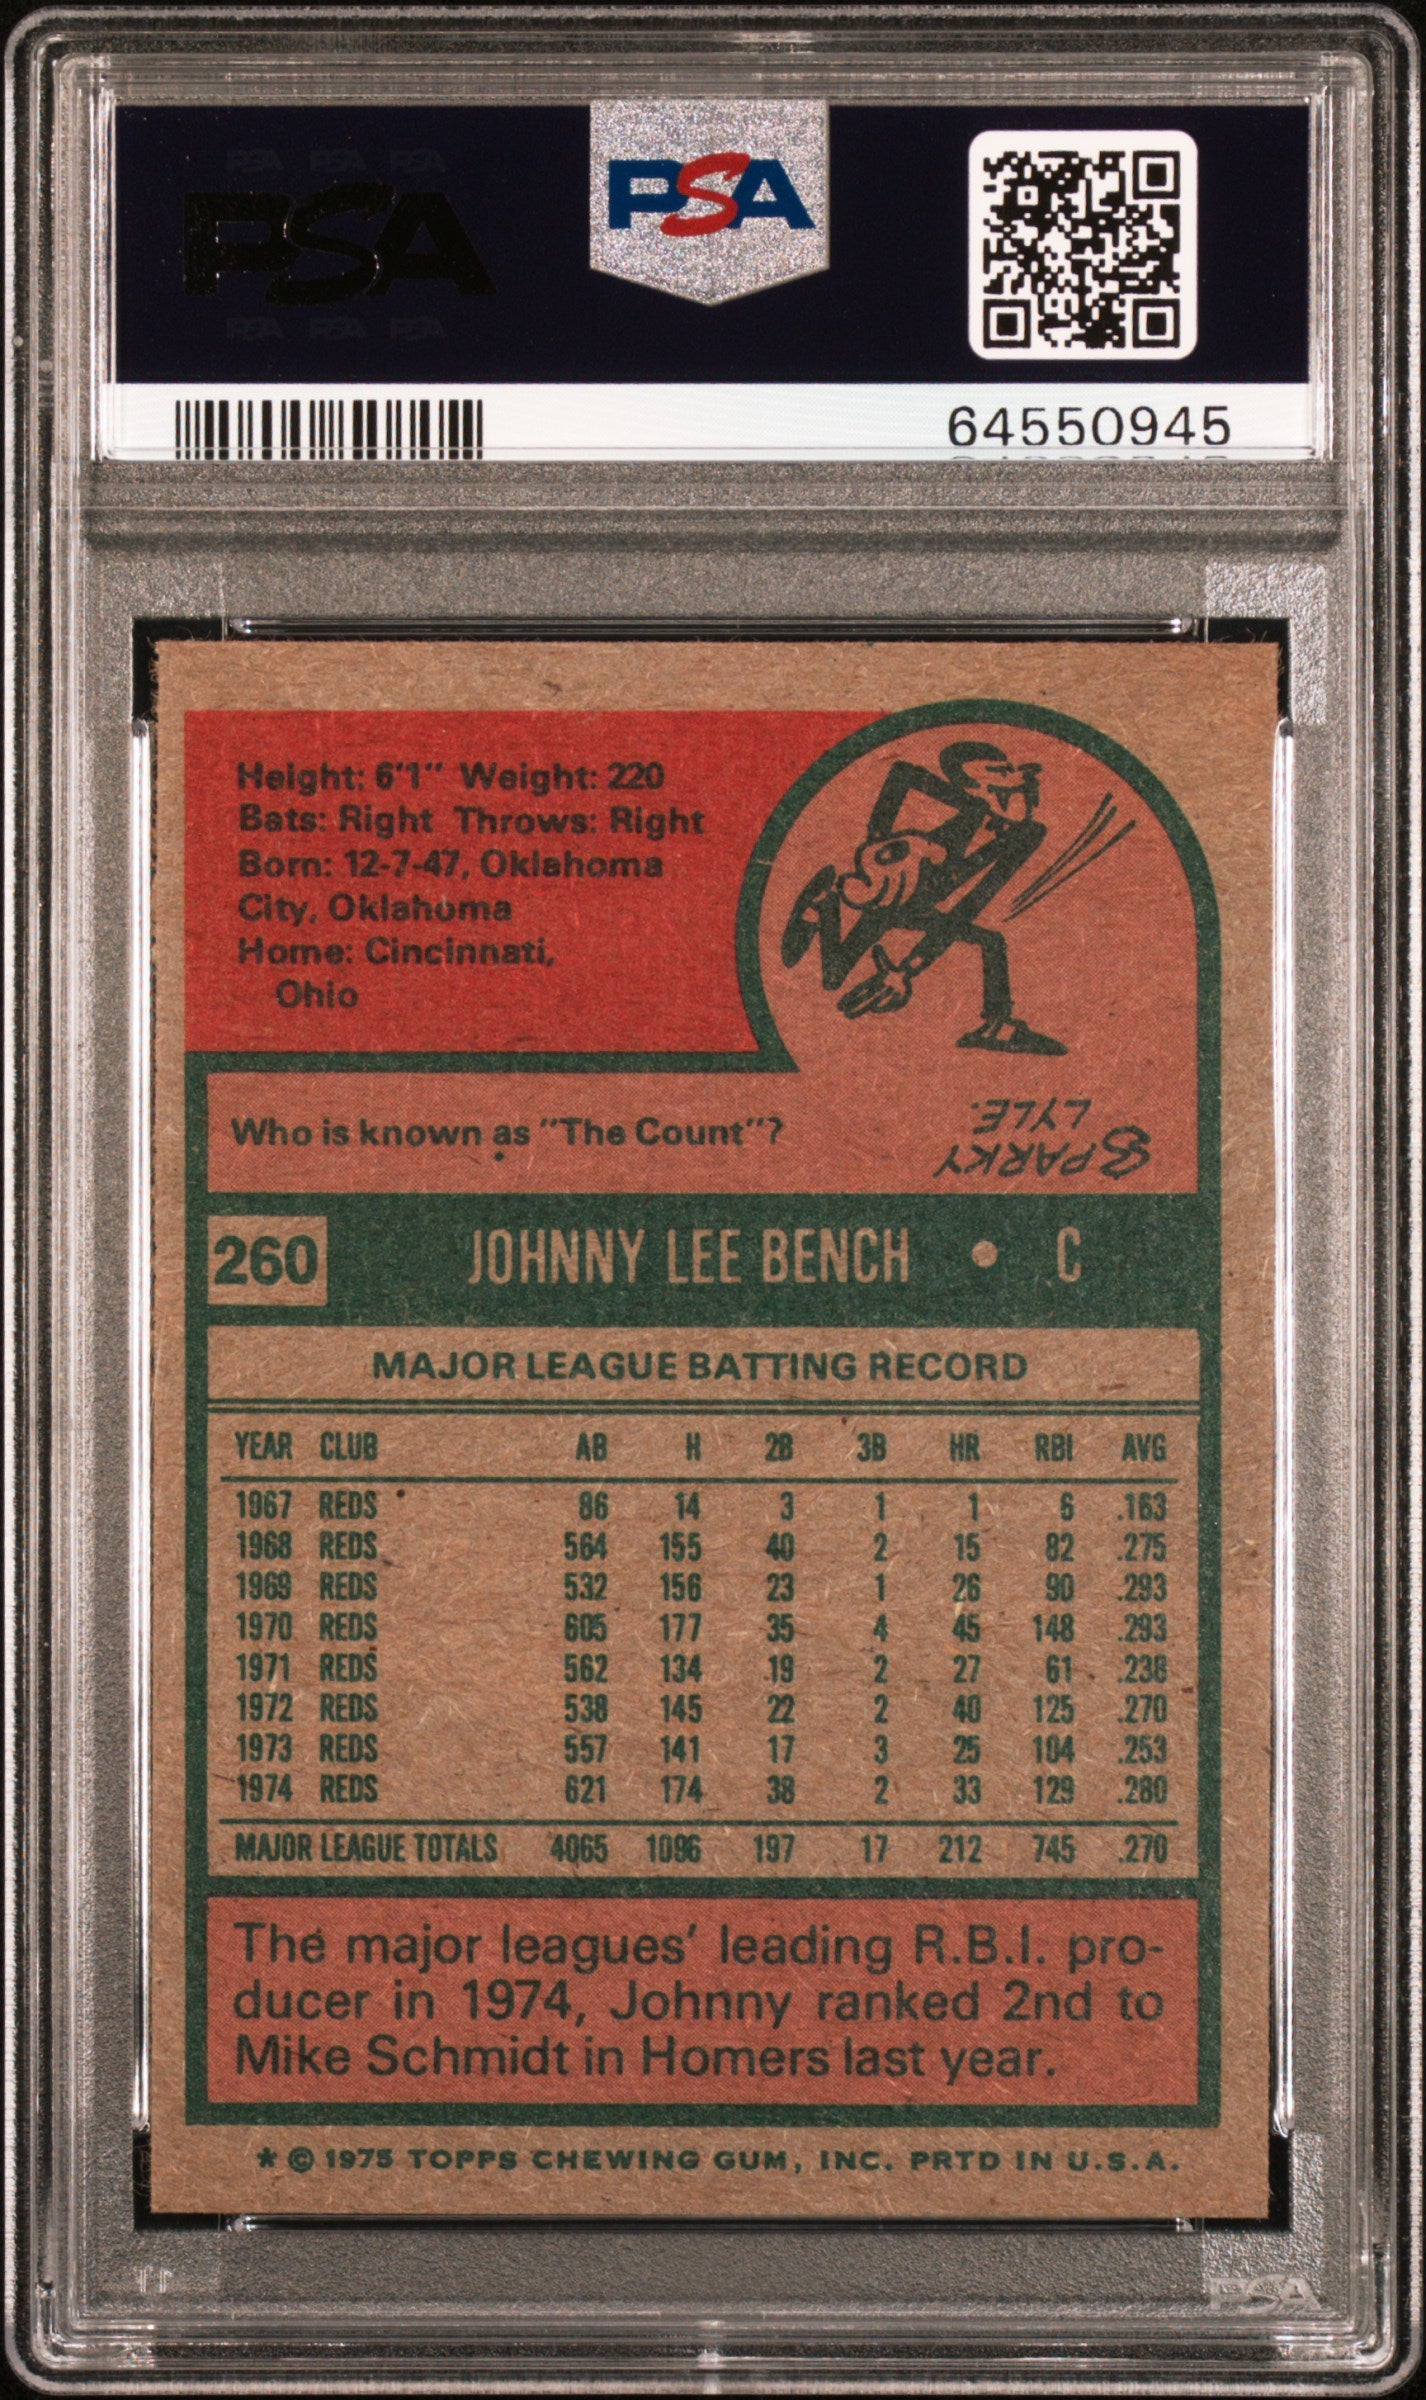 PSA PSA PSA
PSA
PSA PSA PSA
PSA
64550945
Height: 6'1" Weight: 220
Bats: Right Throws: Right
Born: 12-7-47, Oklahoma
City, Oklahoma
Home: Cincinnati,
Ohio
Who is known as "The Count"?
SPARKY
LYLE.
260 JOHNNY LEE BENCH • C
MAJOR LEAGUE BATTING RECORD
YEAR CLUB AB H 2B 3B HR RBI AVG
1967 REDS 86 14 3 1 1 6 .163
1968 REDS 564 155 40 2 15 82 .275
1969 REDS 532 156 23 1 26 90 .293
1970 REDS 605 177 35 4 45 148 .293
1971 REDS 562 134 19 2 27 61 .238
1972 REDS 538 145 22 2 40 125 .270
1973 REDS 557 141 17 3 25 104 .253
1974 REDS 621 174 38 2 33 129 .280
MAJOR LEAGUE TOTALS 4065 1096 197 17 212 745 .270
The major leagues' leading R.B.I. pro-
ducer in 1974, Johnny ranked 2nd to
Mike Schmidt in Homers last year.
* © 1975 TOPPS CHEWING GUM, INC. PRTD IN U.S.A.
PSA